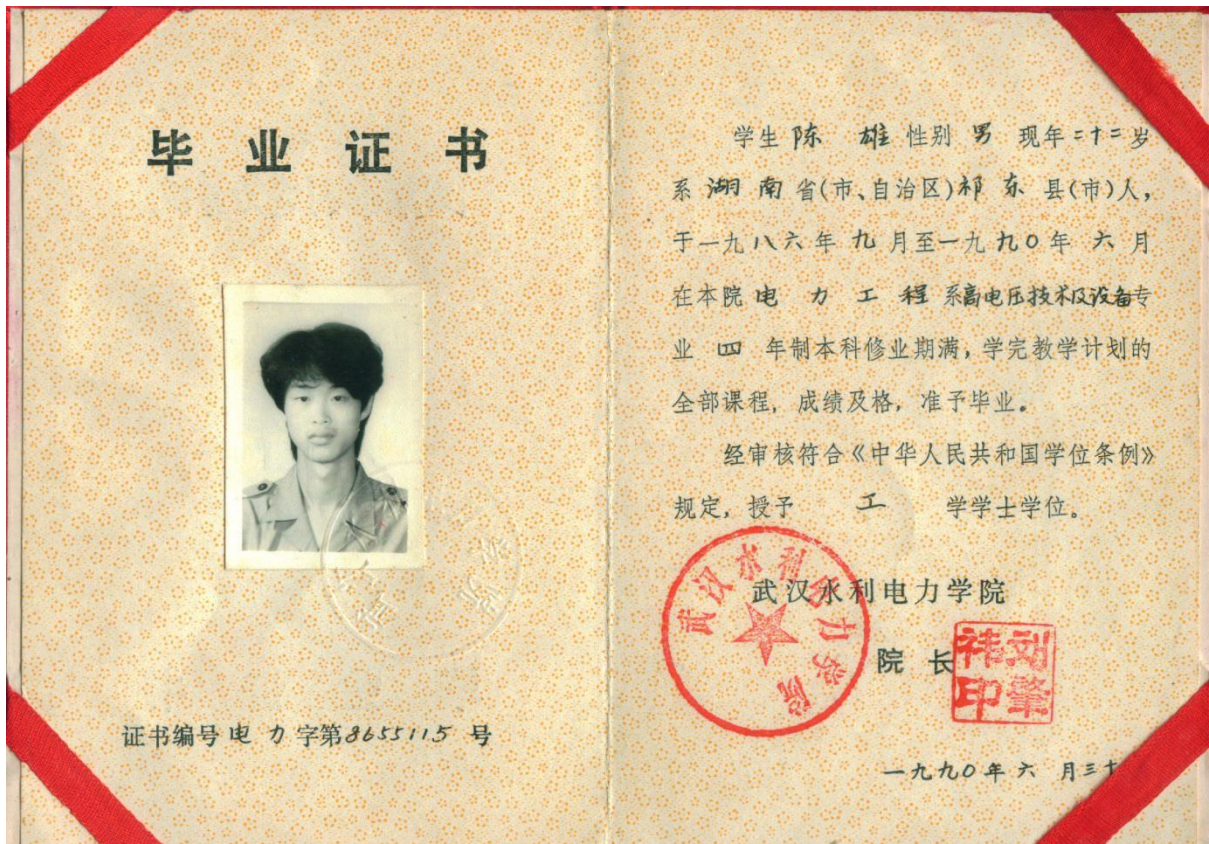 毕业证书
证书编号电力字第8655115号
学生陈雄性别男现年二十二岁
系湖南省(市、自治区)祁东县(市)人,
于一九八六年九月至一九九〇年六月
在本院电力工程系高电压技术及设备专
业四年制本科修业期满,学完教学计划的
全部课程,成绩及格,准予毕业。
经审核符合《中华人民共和国学位条例》
规定,授予工学学士学位。
武汉水利电力学院
武汉水利电力学院
院长
刘肇祎印
一九九〇年六月三十